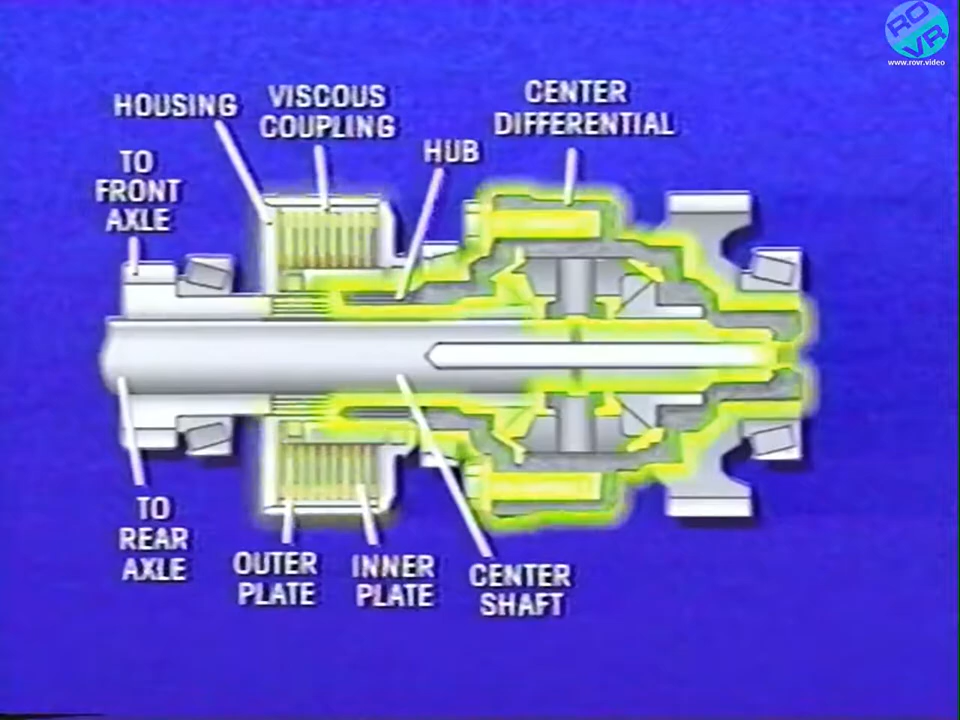 RO
VR
www.rovr.video
HOUSING
VISCOUS
COUPLING
CENTER
DIFFERENTIAL
HUB
TO
FRONT
AXLE
TO
REAR
AXLE
OUTER
PLATE
INNER
PLATE
CENTER
SHAFT